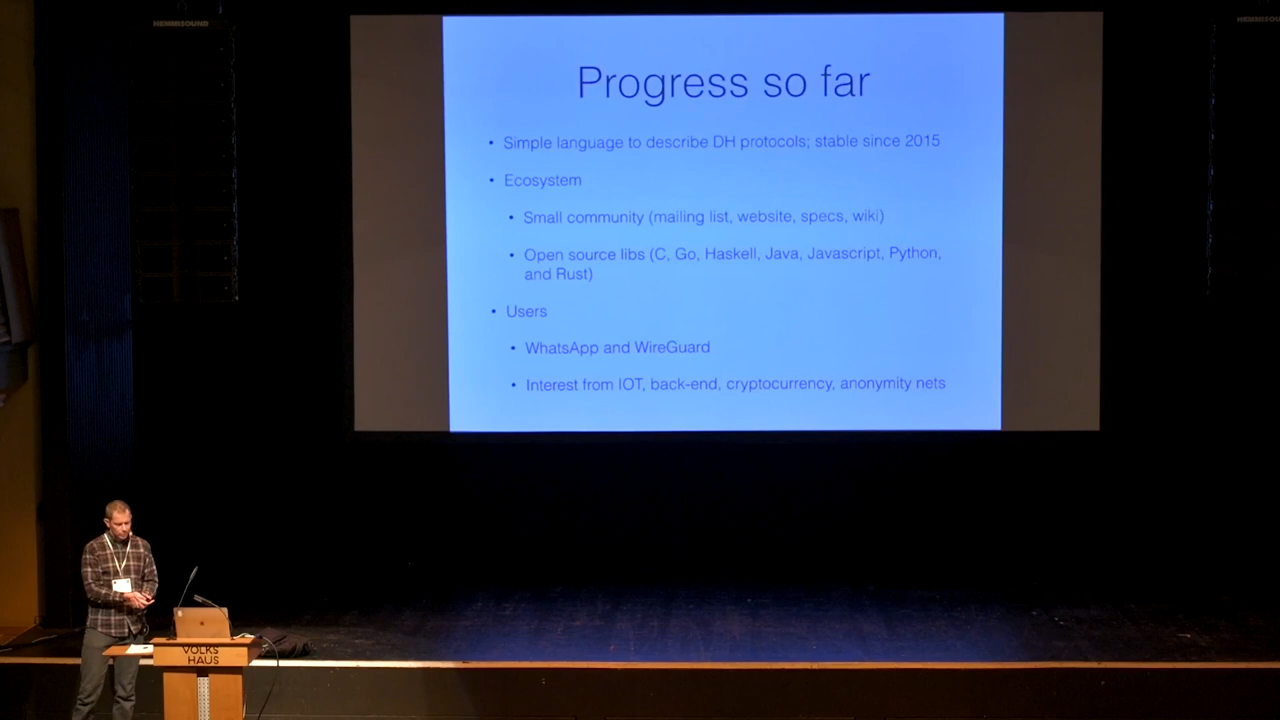 HEMMISOUND
Progress so far
• Simple language to describe DH protocols; stable since 2015
• Ecosystem
• Small community (mailing list, website, specs, wiki)
• Open source libs (C, Go, Haskell, Java, Javascript, Python,
and Rust)
• Users
• WhatsApp and WireGuard
• Interest from IOT, back-end, cryptocurrency, anonymity nets
VOLKS
HAUS